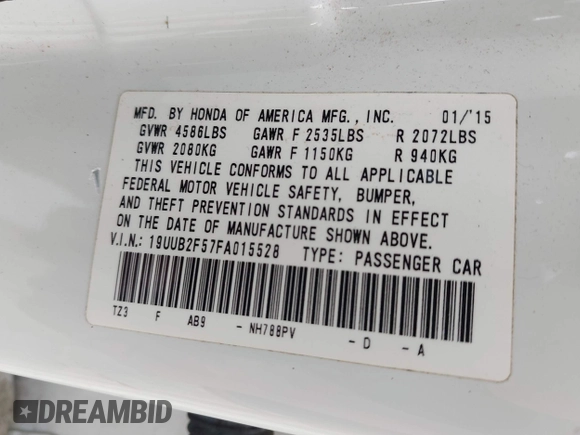 MFD. BY HONDA OF AMERICA MFG., INC. 01/'15
GVWR 4586LBS GAWR F 2535LBS R 2072LBS
GVWR 2080KG GAWR F 1150KG R 940KG
THIS VEHICLE CONFORMS TO ALL APPLICABLE
FEDERAL MOTOR VEHICLE SAFETY, BUMPER,
AND THEFT PREVENTION STANDARDS IN EFFECT
ON THE DATE OF MANUFACTURE SHOWN ABOVE.
V.I.N.: 19UUB2F57FA015528 TYPE: PASSENGER CAR
TZ3 F AB9 - NH788PV - D - A
DREAMBID